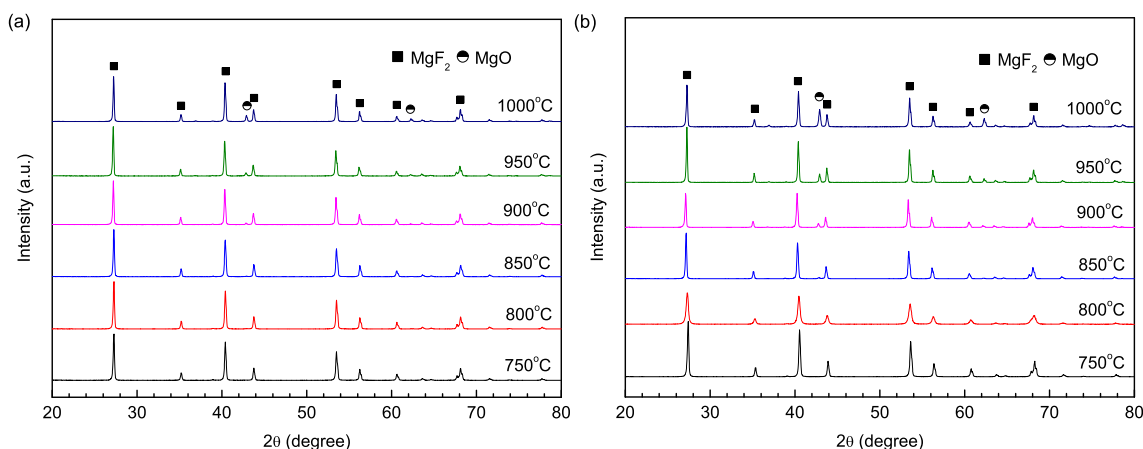 (a)
MgF₂ MgO
1000°C
950°C
900°C
850°C
800°C
750°C
Intensity (a.u.)
20 30 40 50 60 70 80
2θ (degree)
(b)
MgF₂ MgO
1000°C
950°C
900°C
850°C
800°C
750°C
Intensity (a.u.)
20 30 40 50 60 70 80
2θ (degree)